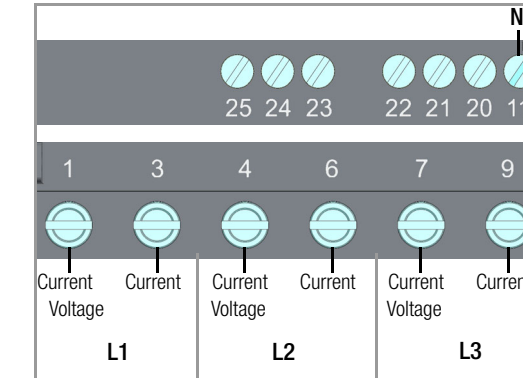 N
25 24 23 22 21 20 11
1 3 4 6 7 9
Current Current Current Current Current
Voltage Voltage Voltage
L1 L2 L3